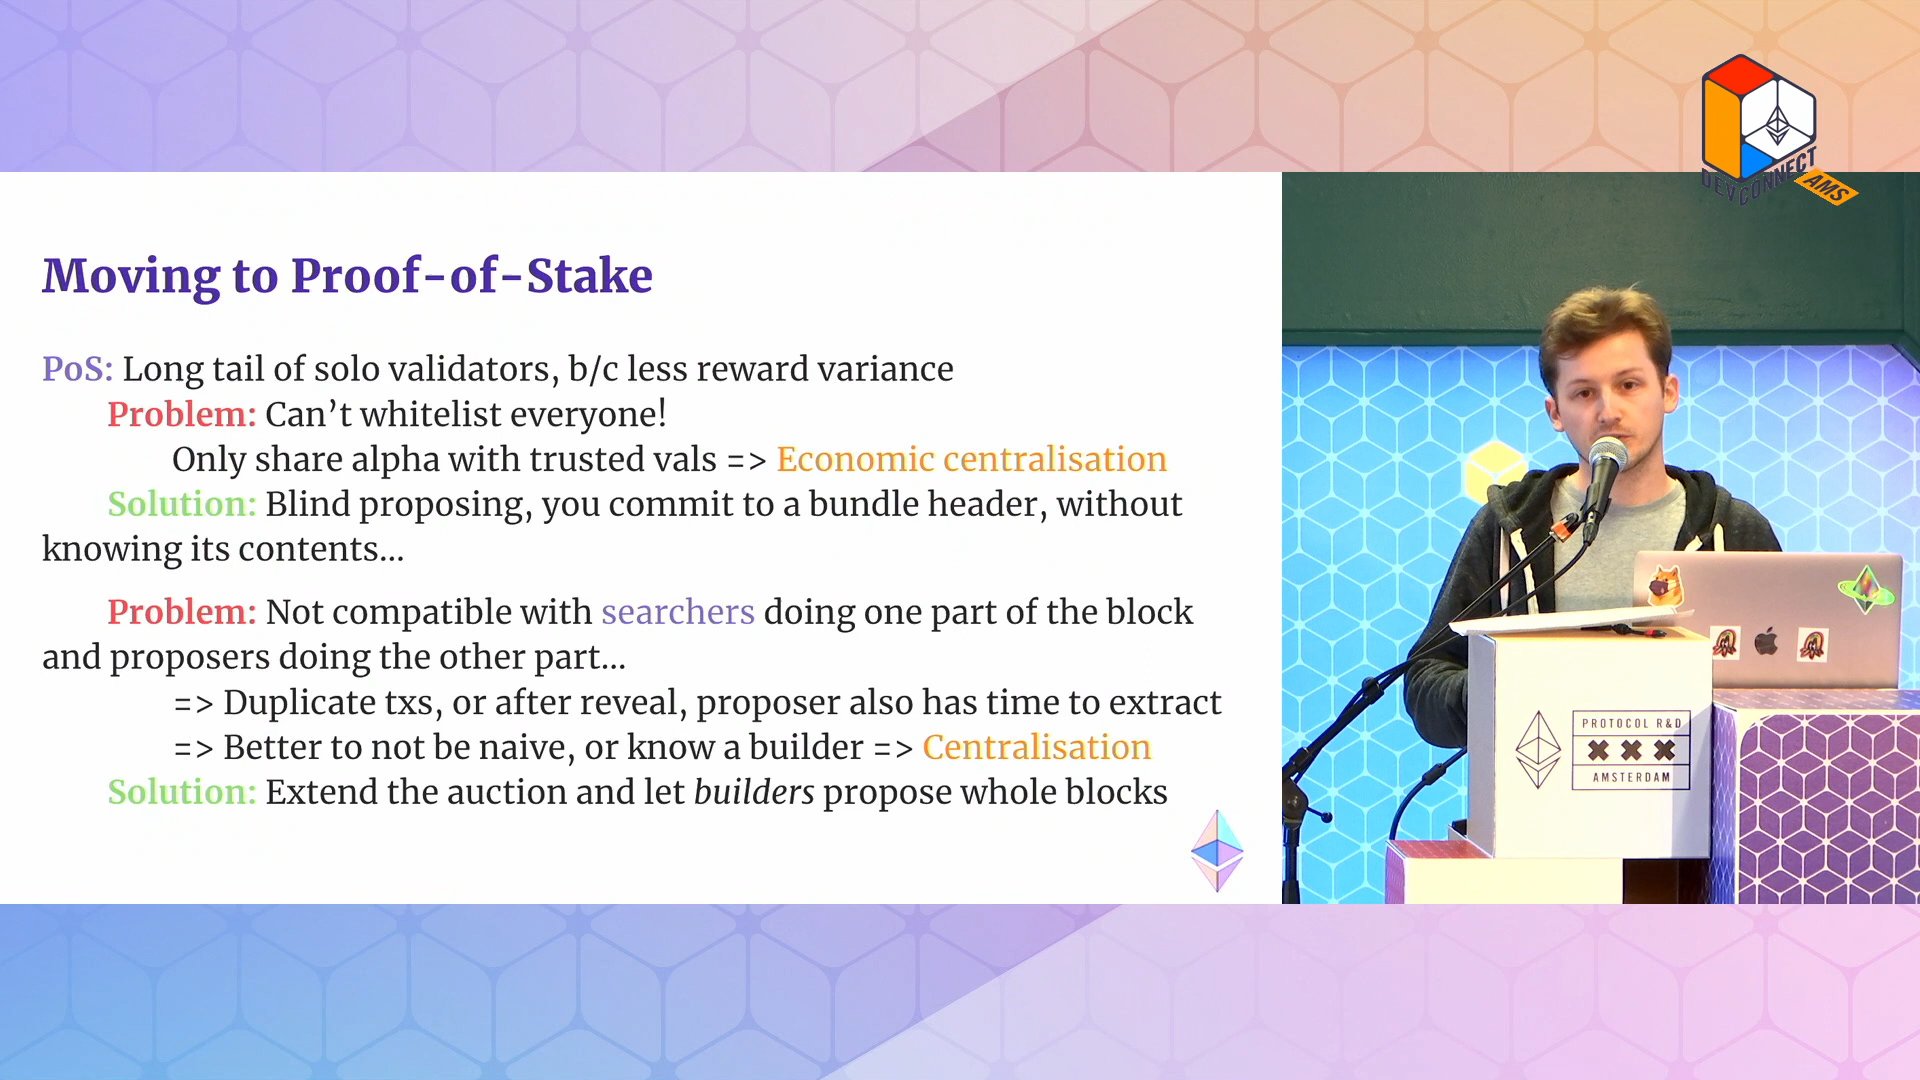 DEVCONNECT
AMS
Moving to Proof-of-Stake
PoS: Long tail of solo validators, b/c less reward variance
Problem: Can’t whitelist everyone!
Only share alpha with trusted vals => Economic centralisation
Solution: Blind proposing, you commit to a bundle header, without
knowing its contents...
Problem: Not compatible with searchers doing one part of the block
and proposers doing the other part...
=> Duplicate txs, or after reveal, proposer also has time to extract
=> Better to not be naive, or know a builder => Centralisation
Solution: Extend the auction and let builders propose whole blocks
PROTOCOL R&D
AMSTERDAM